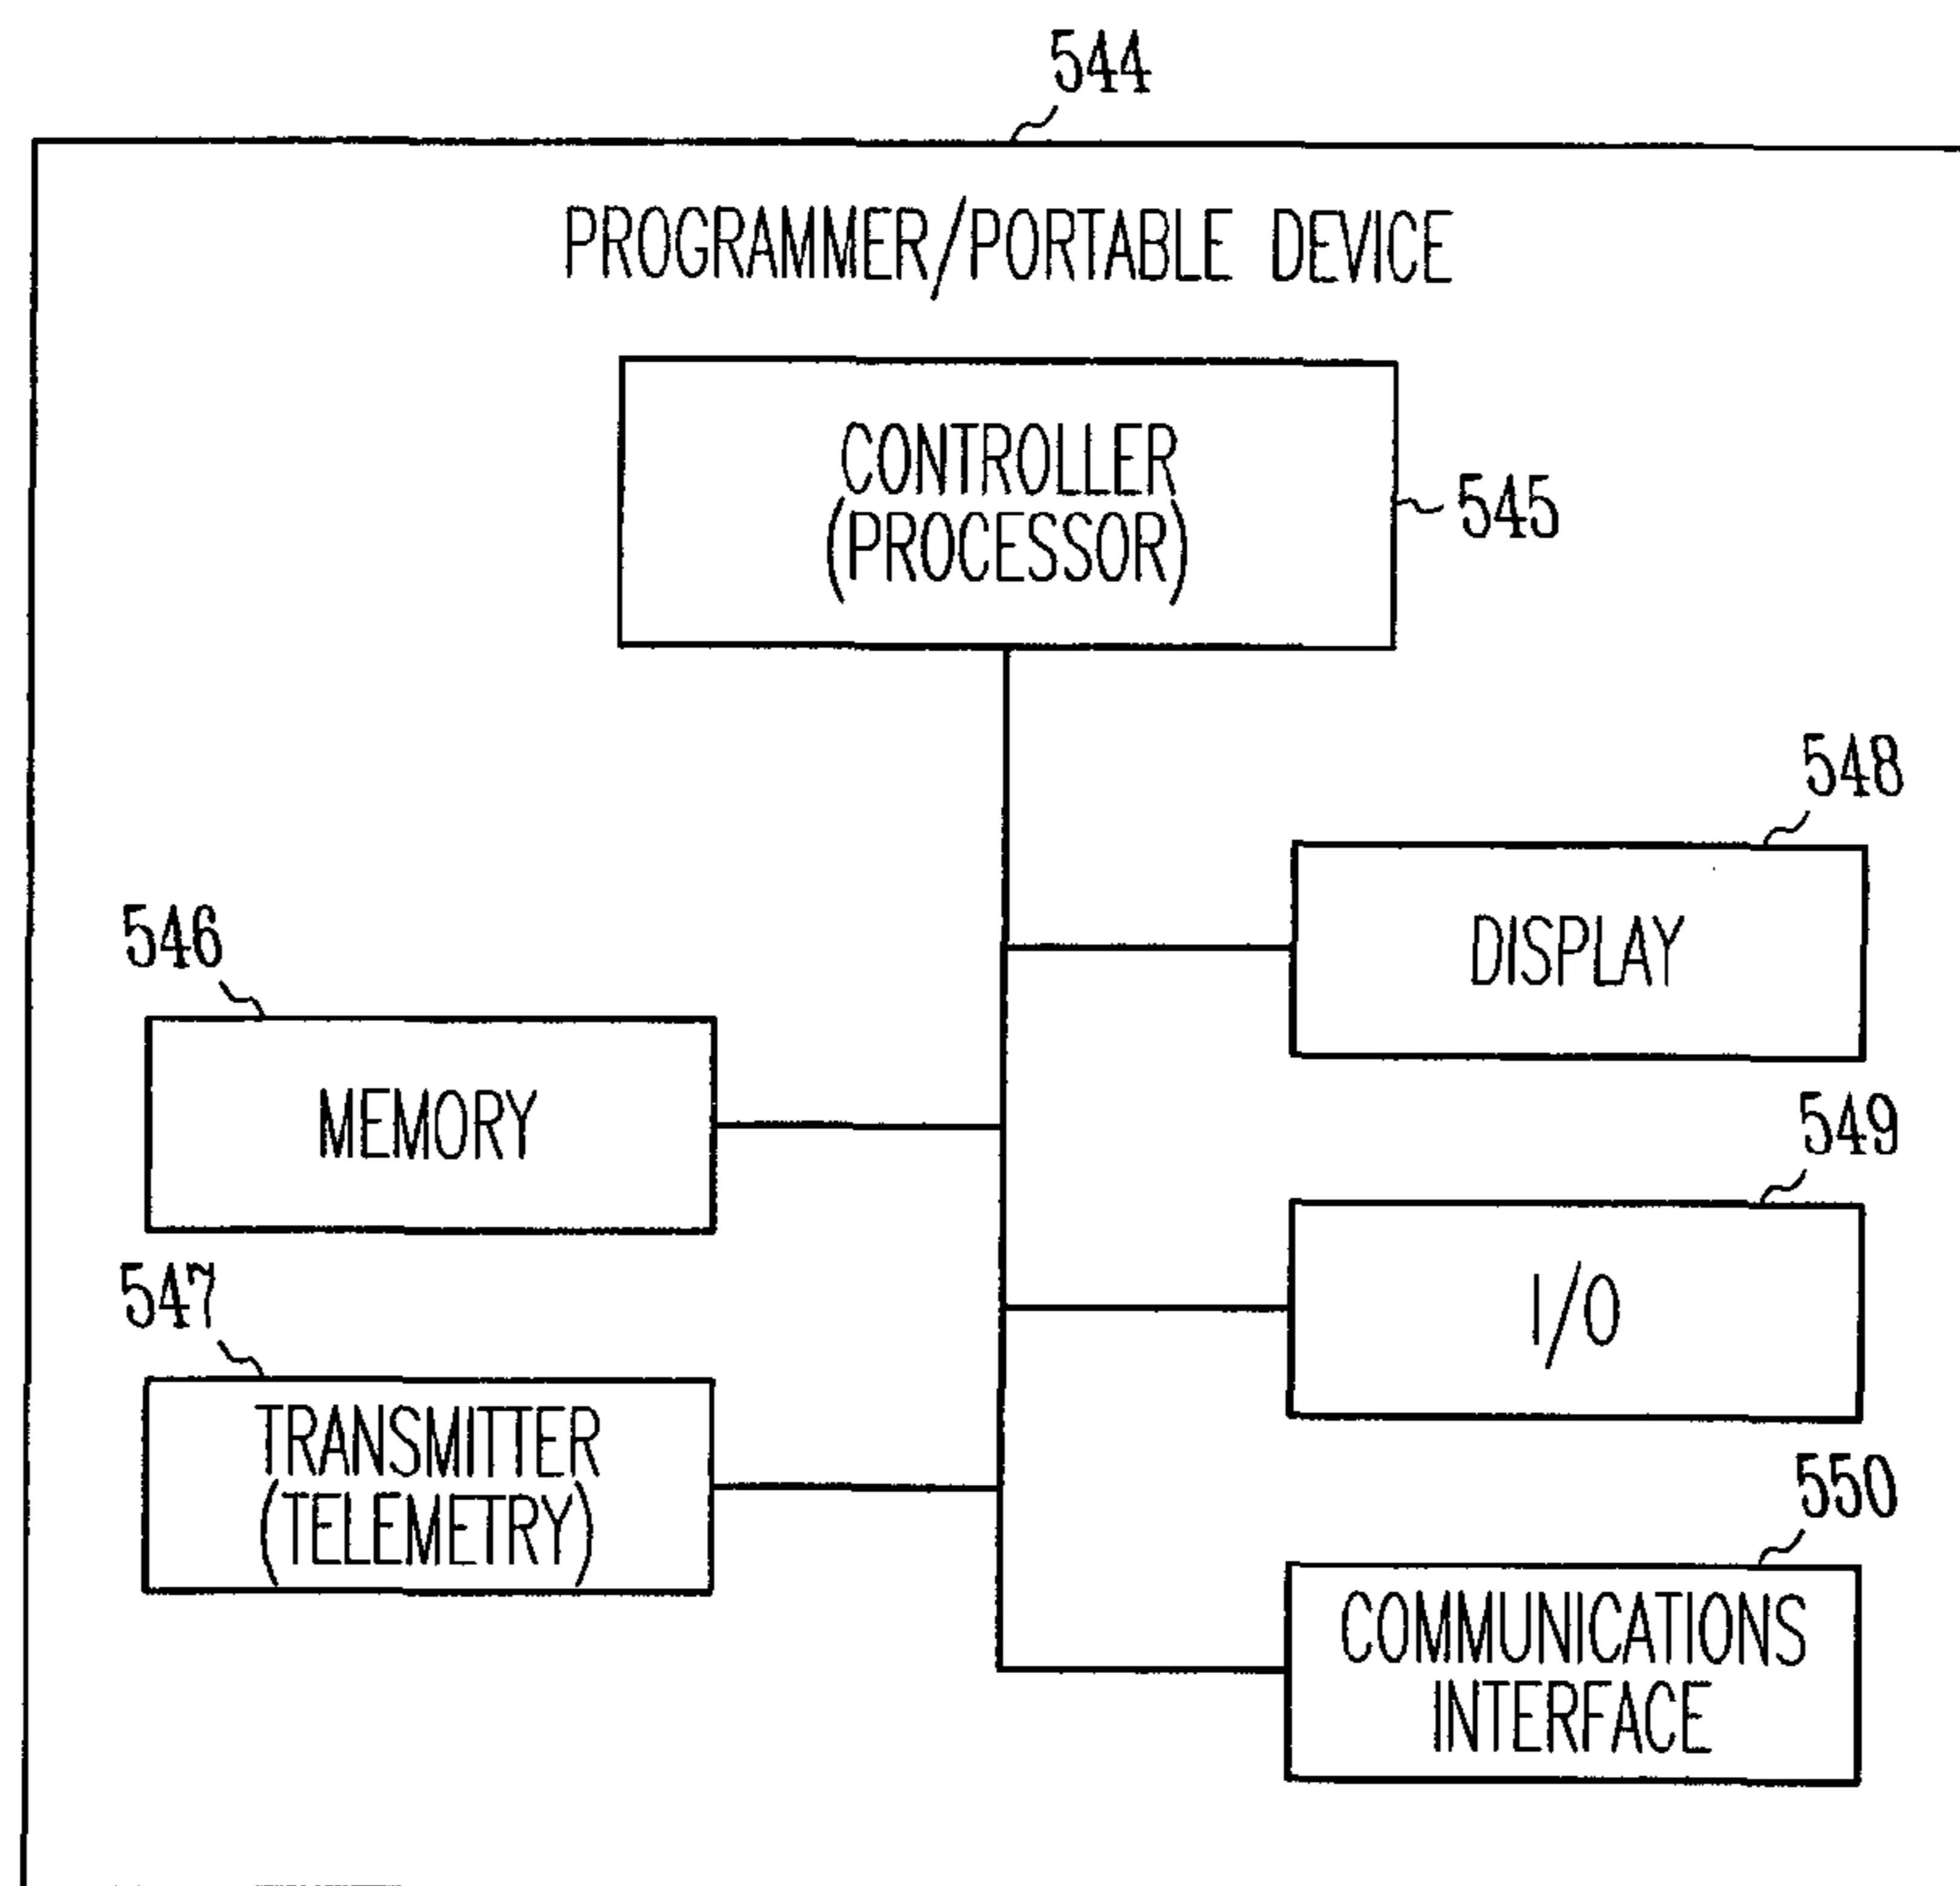 544
PROGRAMMER/PORTABLE DEVICE
CONTROLLER
(PROCESSOR)
545
548
DISPLAY
546
MEMORY
549
I/O
547
TRANSMITTER
(TELEMETRY)
550
COMMUNICATIONS
INTERFACE